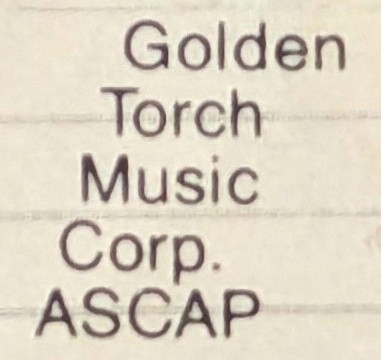 Golden
Torch
Music
Corp.
ASCAP